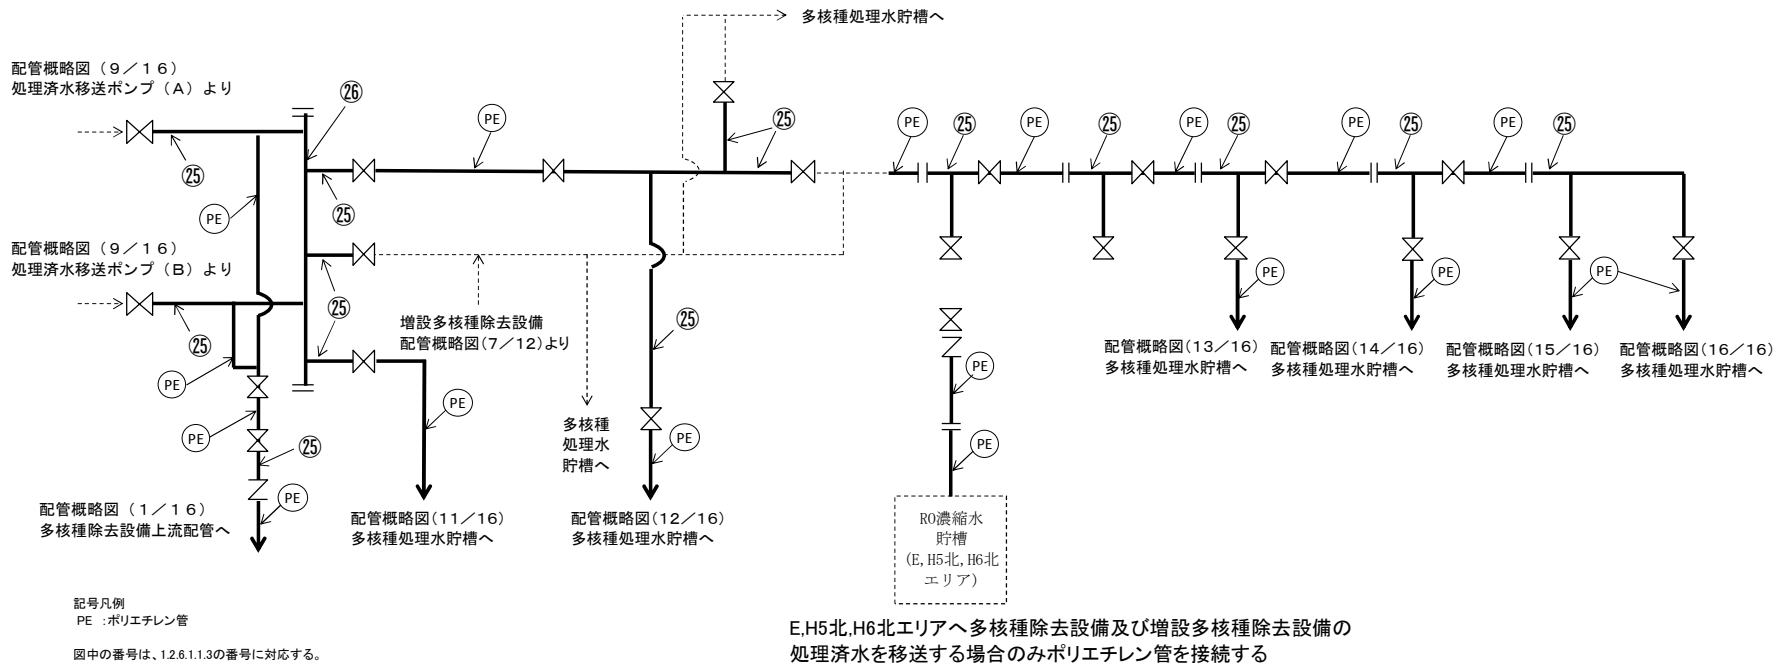 多核種処理水貯槽へ
配管概略図（９／１６）
処理済水移送ポンプ（Ａ）より
㉖
PE
㉕
㉕
PE
㉕
PE
㉕
PE
㉕
PE
㉕
PE
㉕
㉕
㉕
PE
配管概略図（９／１６）
処理済水移送ポンプ（Ｂ）より
㉕
㉕
PE
増設多核種除去設備
配管概略図(７／１２)より
㉕
PE
PE
PE
配管概略図(１３／１６)
多核種処理水貯槽へ
配管概略図(１４／１６)
多核種処理水貯槽へ
配管概略図(１５／１６)
多核種処理水貯槽へ
配管概略図(１６／１６)
多核種処理水貯槽へ
PE
PE
PE
㉕
PE
多核種
処理水
貯槽へ
PE
PE
PE
配管概略図（１／１６）
多核種除去設備上流配管へ
配管概略図(１１／１６)
多核種処理水貯槽へ
配管概略図(１２／１６)
多核種処理水貯槽へ
RO濃縮水
貯槽
(E,H5北,H6北
エリア)
記号凡例
PE ：ポリエチレン管
図中の番号は、1.2.6.1.1.3の番号に対応する。
E,H5北,H6北エリアへ多核種除去設備及び増設多核種除去設備の
処理済水を移送する場合のみポリエチレン管を接続する